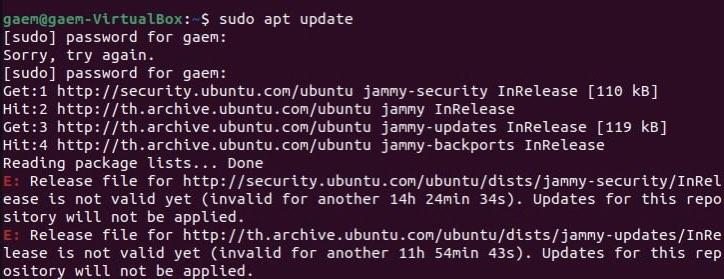 gaem@gaem-VirtualBox:~$ sudo apt update
[sudo] password for gaem:
Sorry, try again.
[sudo] password for gaem:
Get:1 http://security.ubuntu.com/ubuntu jammy-security InRelease [110 kB]
Hit:2 http://th.archive.ubuntu.com/ubuntu jammy InRelease
Get:3 http://th.archive.ubuntu.com/ubuntu jammy-updates InRelease [119 kB]
Hit:4 http://th.archive.ubuntu.com/ubuntu jammy-backports InRelease
Reading package lists... Done
E: Release file for http://security.ubuntu.com/ubuntu/dists/jammy-security/InRel
ease is not valid yet (invalid for another 14h 24min 34s). Updates for this repo
sitory will not be applied.
E: Release file for http://th.archive.ubuntu.com/ubuntu/dists/jammy-updates/InRe
lease is not valid yet (invalid for another 11h 54min 43s). Updates for this rep
ository will not be applied.